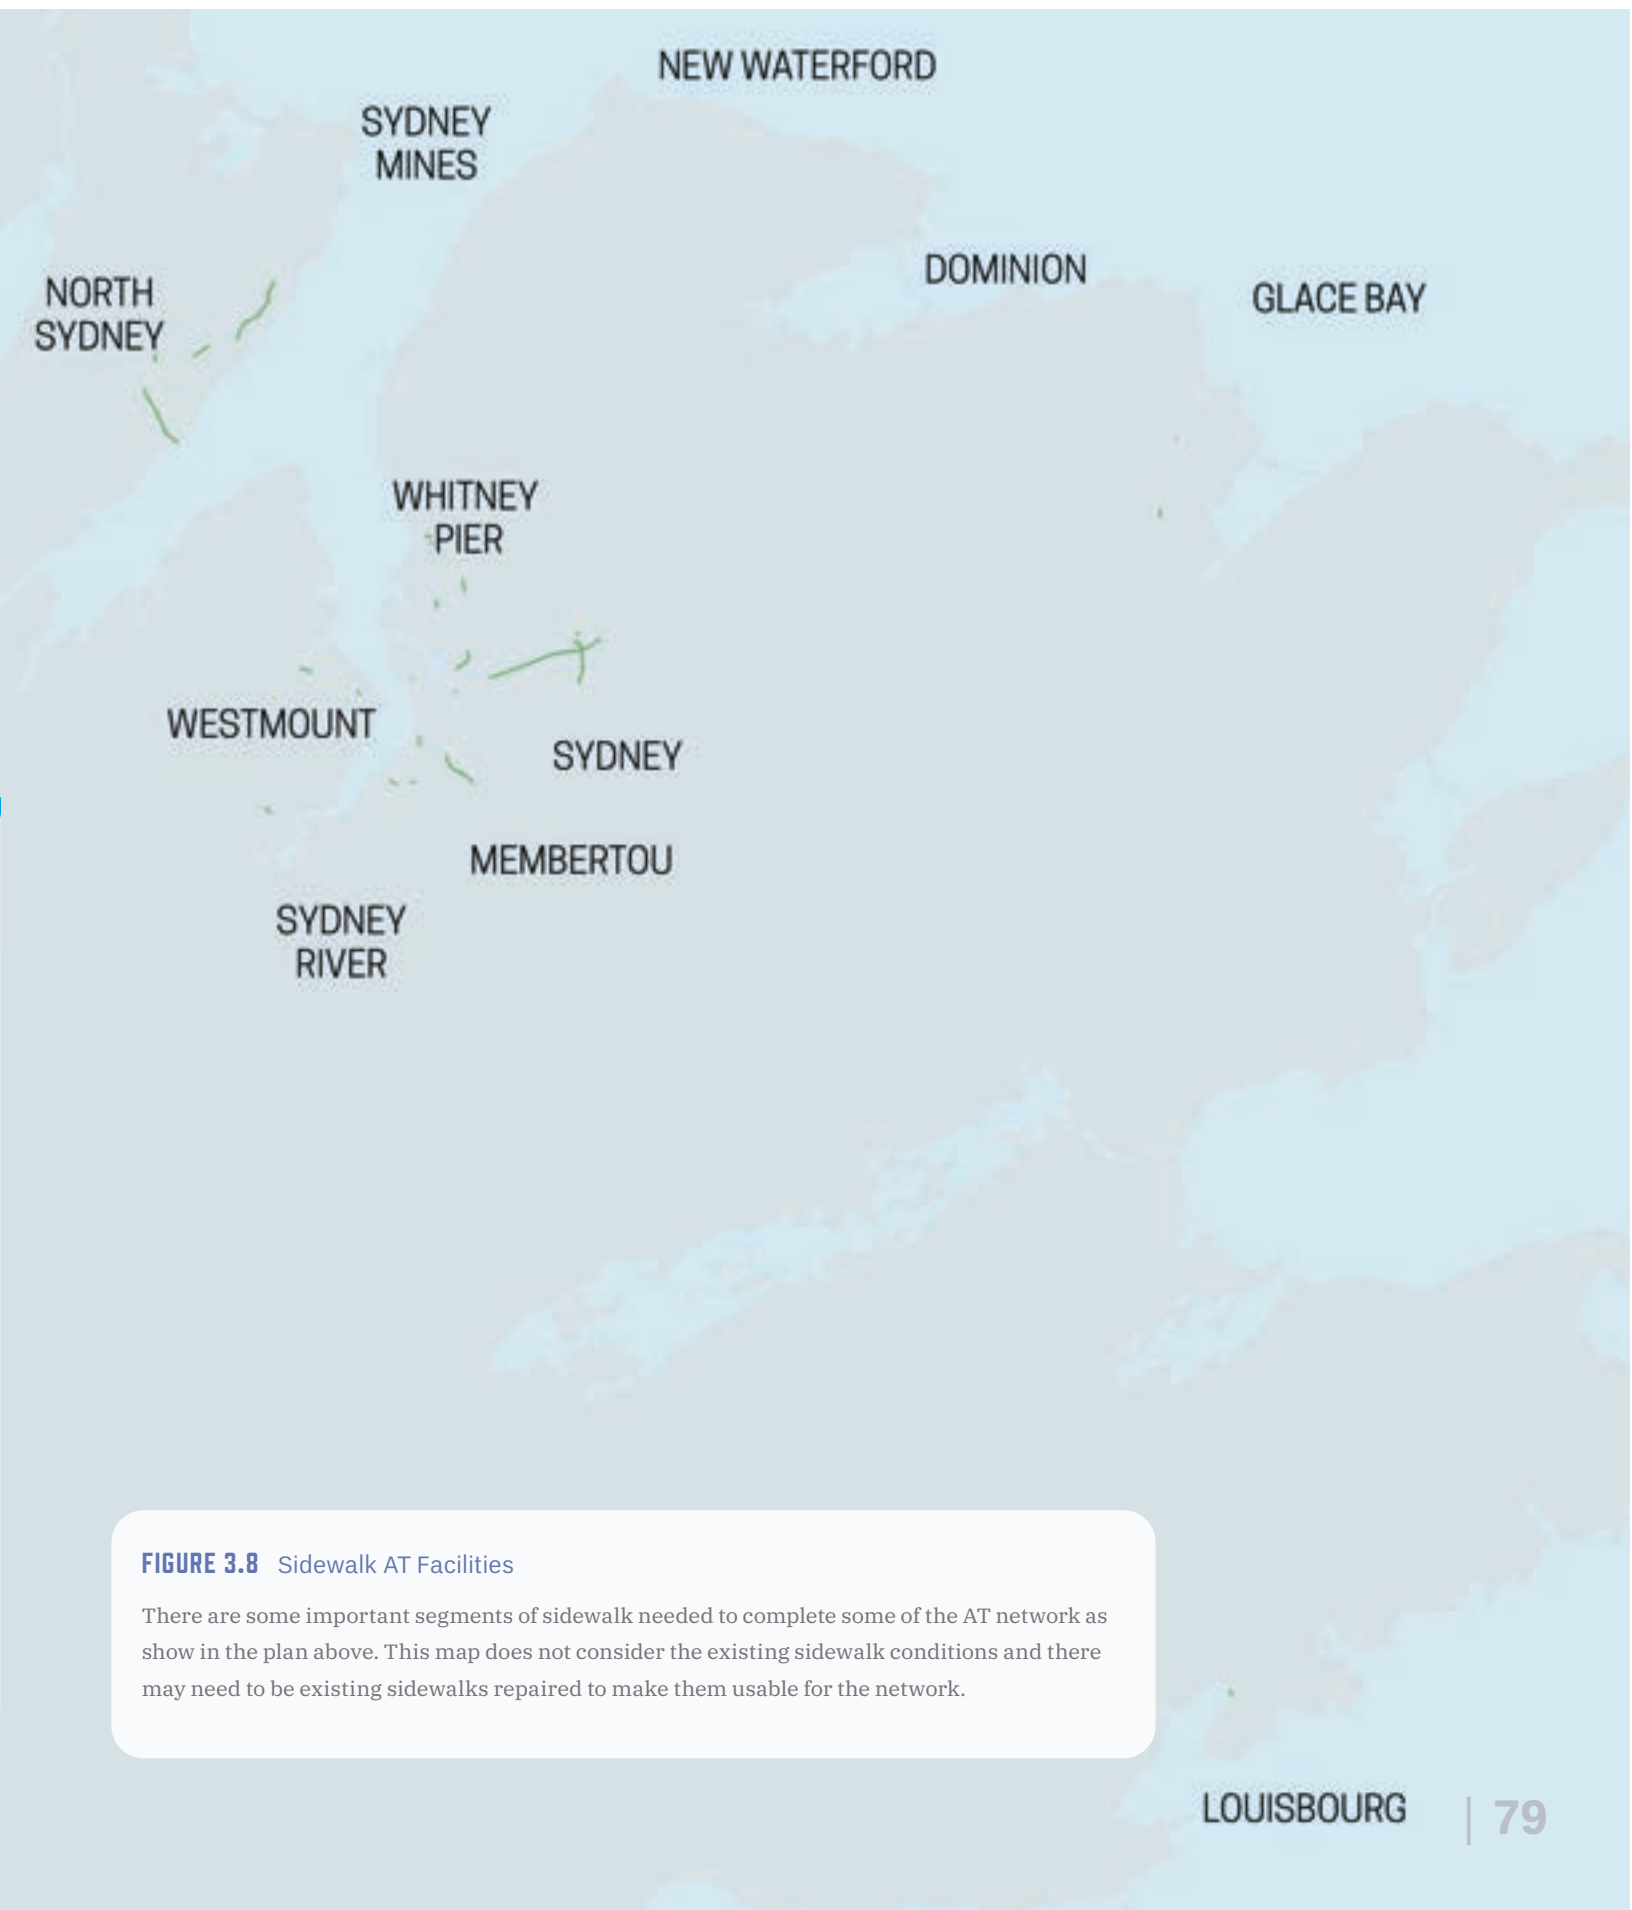 NEW WATERFORD
SYDNEY
MINES
DOMINION
GLACE BAY
NORTH
SYDNEY
WHITNEY
PIER
WESTMOUNT
SYDNEY
MEMBERTOU
SYDNEY
RIVER
FIGURE 3.8 Sidewalk AT Facilities
There are some important segments of sidewalk needed to complete some of the AT network as
show in the plan above. This map does not consider the existing sidewalk conditions and there
may need to be existing sidewalks repaired to make them usable for the network.
LOUISBOURG
| 79